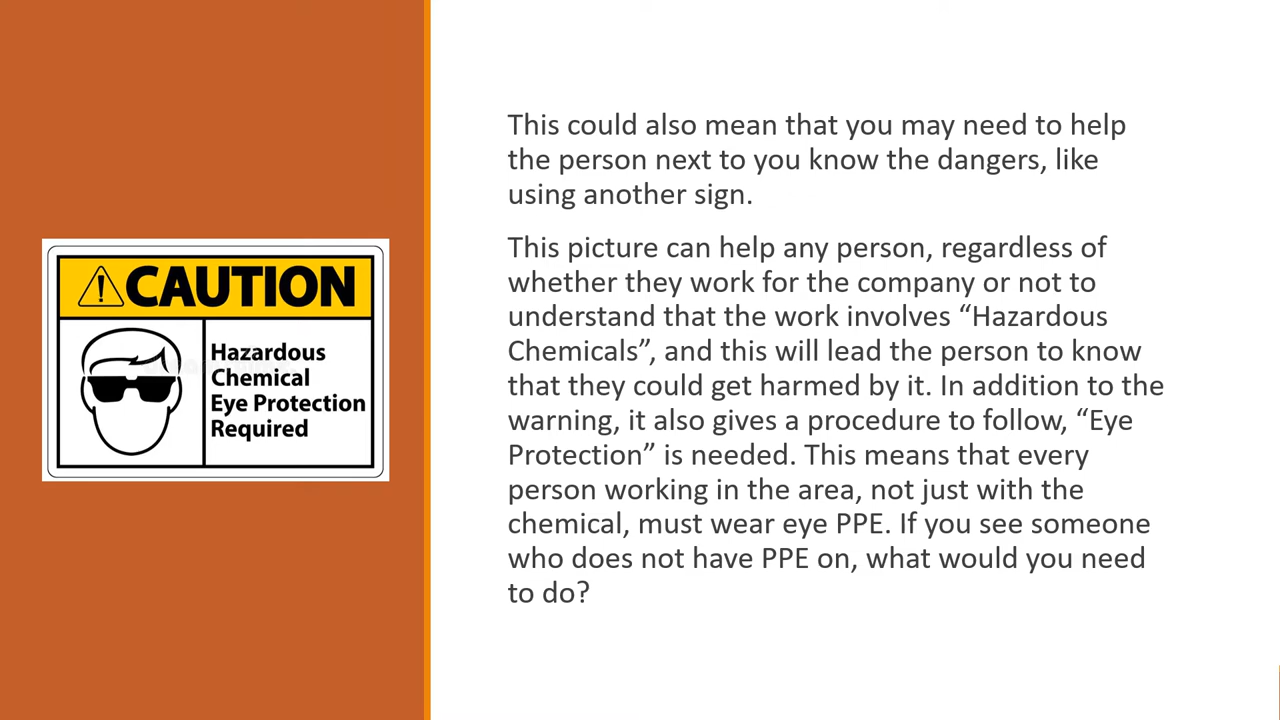 CAUTION
Hazardous
Chemical
Eye Protection
Required
This could also mean that you may need to help
the person next to you know the dangers, like
using another sign.
This picture can help any person, regardless of
whether they work for the company or not to
understand that the work involves “Hazardous
Chemicals”, and this will lead the person to know
that they could get harmed by it. In addition to the
warning, it also gives a procedure to follow, “Eye
Protection” is needed. This means that every
person working in the area, not just with the
chemical, must wear eye PPE. If you see someone
who does not have PPE on, what would you need
to do?